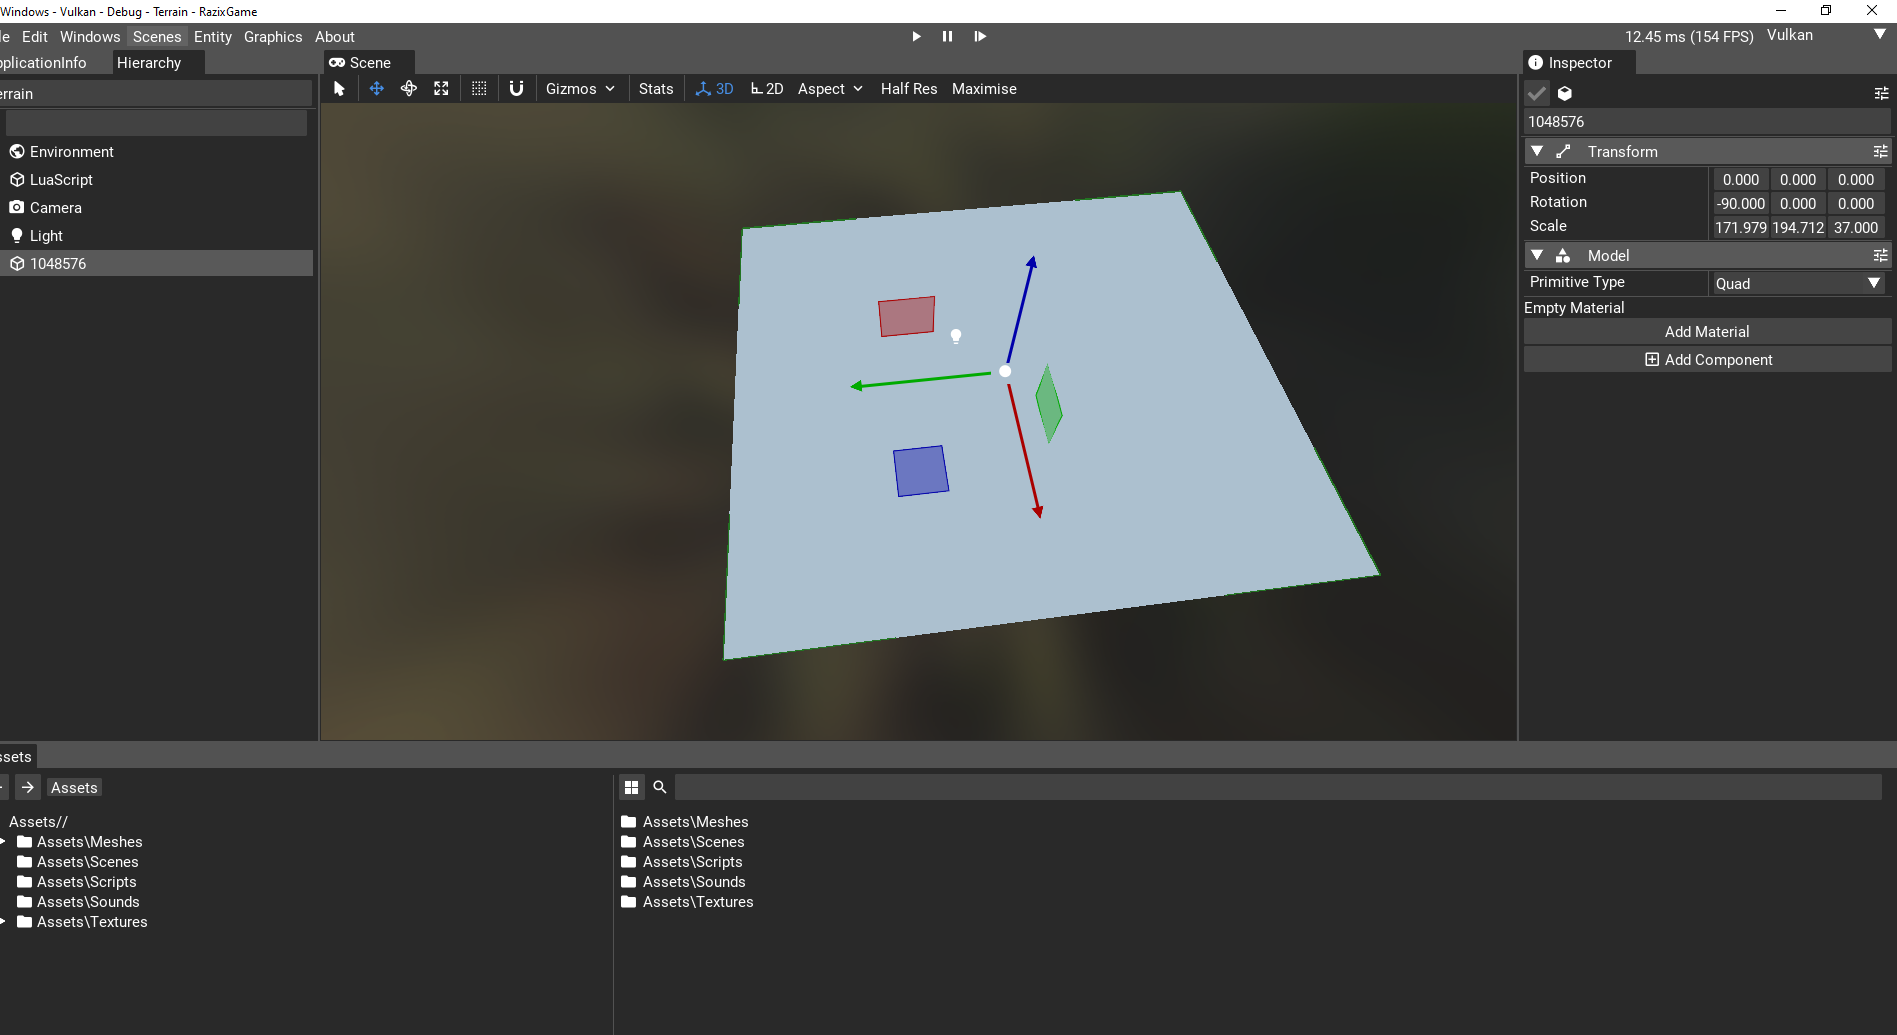 Windows - Vulkan - Debug - Terrain - RazixGame
le Edit Windows Scenes Entity Graphics About 12.45 ms (154 FPS) Vulkan
pplicationInfo Hierarchy Scene Inspector
errain
Gizmos Stats 3D 2D Aspect Half Res Maximise
1048576
Environment
LuaScript
Camera
Light
1048576
Transform
Position 0.000 0.000 0.000
Rotation -90.000 0.000 0.000
Scale 171.979 194.712 37.000
Model
Primitive Type Quad
Empty Material
Add Material
Add Component
ssets
Assets
Assets//
Assets\Meshes
Assets\Scenes
Assets\Scripts
Assets\Sounds
Assets\Textures
Assets\Meshes
Assets\Scenes
Assets\Scripts
Assets\Sounds
Assets\Textures